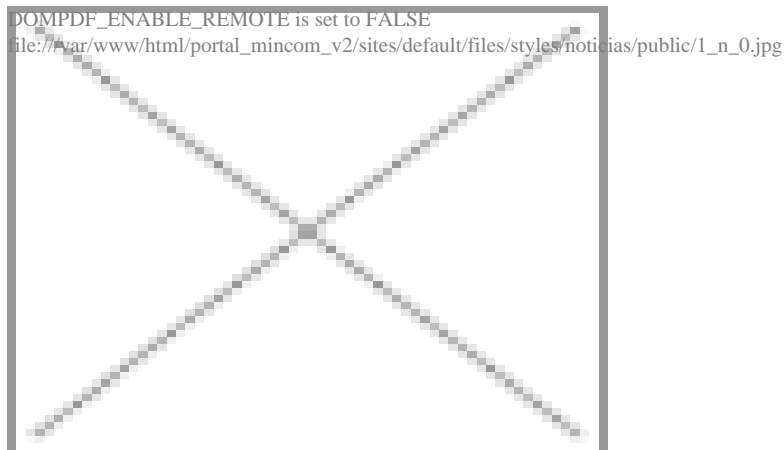 DOMPDF_ENABLE_REMOTE is set to FALSE
file:///var/www/html/portal_mincom_v2/sites/default/files/styles/noticias/public/1_n_0.jpg